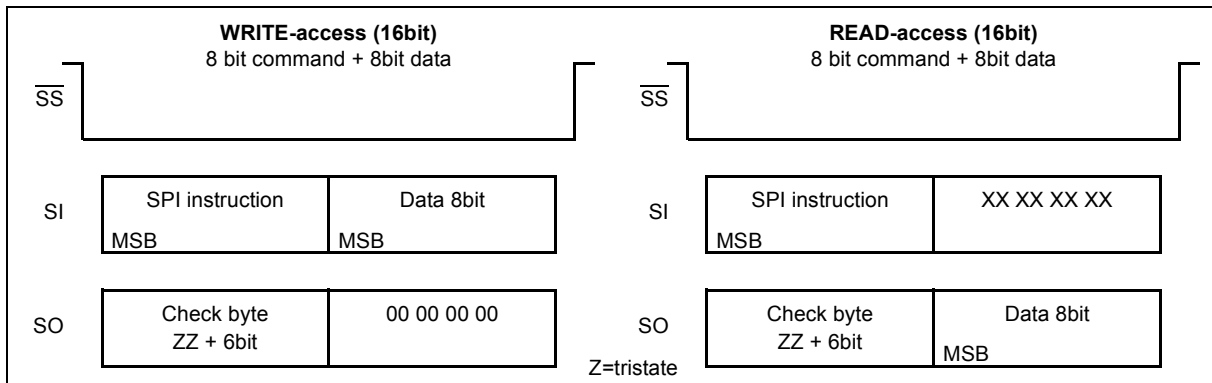 WRITE-access (16bit)
8 bit command + 8bit data
SS
SI
SPI instruction
MSB
Data 8bit
MSB
SO
Check byte
ZZ + 6bit
00 00 00 00
READ-access (16bit)
8 bit command + 8bit data
SS
SI
SPI instruction
MSB
XX XX XX XX
SO
Check byte
ZZ + 6bit
Data 8bit
MSB
Z=tristate